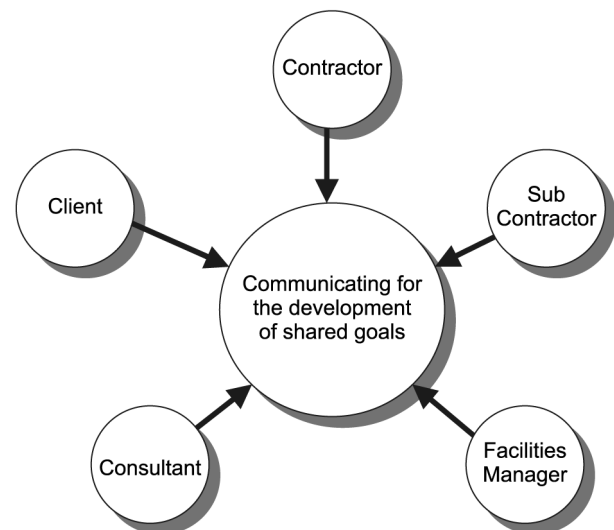 Contractor
Client
Sub
Contractor
Communicating for
the development
of shared goals
Consultant
Facilities
Manager